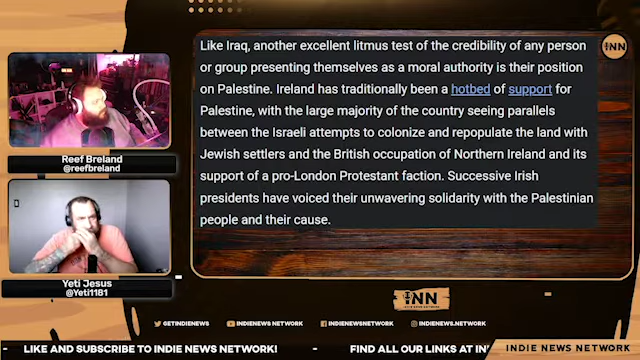 Like Iraq, another excellent litmus test of the credibility of any person
or group presenting themselves as a moral authority is their position
on Palestine. Ireland has traditionally been a hotbed of support for
Palestine, with the large majority of the country seeing parallels
between the Israeli attempts to colonize and repopulate the land with
Jewish settlers and the British occupation of Northern Ireland and its
support of a pro-London Protestant faction. Successive Irish
presidents have voiced their unwavering solidarity with the Palestinian
people and their cause.
INN
Reef Breland
@reefbreland
Yeti Jesus
@Yeti1181
INN
INDIE NEWS NETWORK
GETINDIENEWS
INDIENEWS NETWORK
INDIENEWSNETWORK
INDIENEWS.NETWORK
- LIKE AND SUBSCRIBE TO INDIE NEWS NETWORK! - FIND ALL OUR LINKS AT IN
INDIE NEWS NETWORK